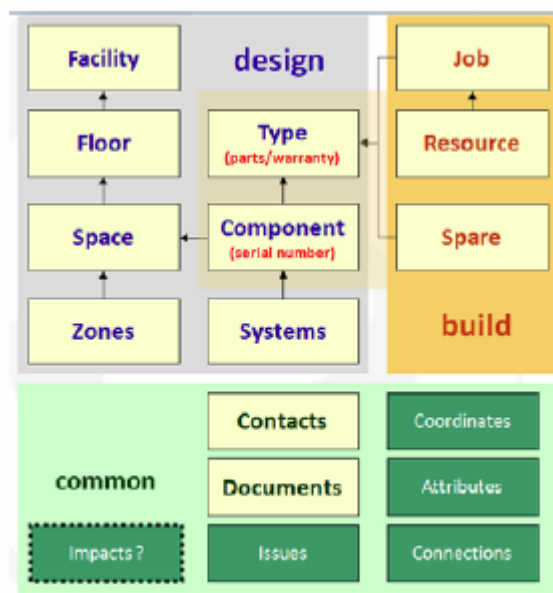 Facility
design
Job
Floor
Type
(parts/warranty)
Resource
Space
Component
(serial number)
Spare
Zones
Systems
build
Contacts
Coordinates
common
Documents
Attributes
Impacts ?
Issues
Connections